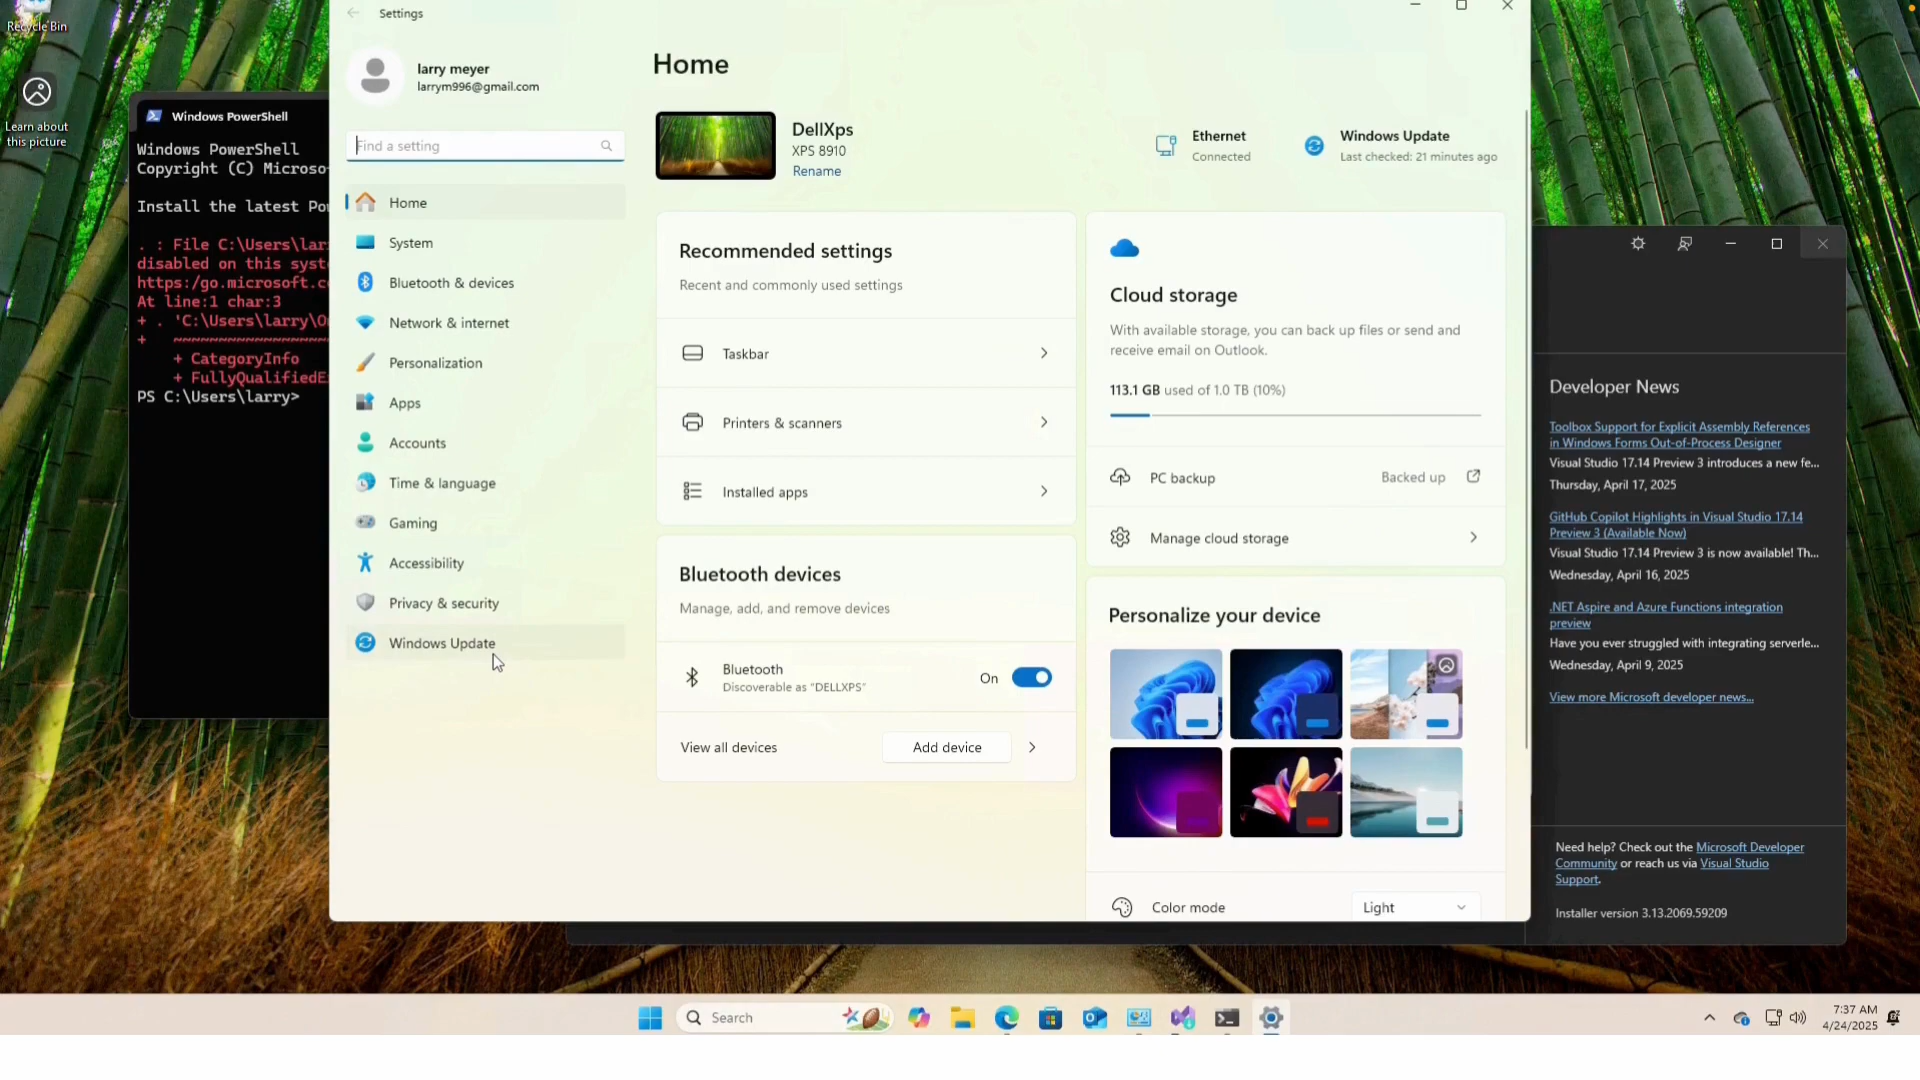 Recycle Bin
Learn about
this picture
Windows PowerShell
Windows PowerShell
Copyright (C) Microso
Install the latest Po
. : File C:\Users\lar
disabled on this syst
https:/go.microsoft.c
At line:1 char:3
+ . 'C:\Users\larry\O
+   ~~~~~~~~~~~~~~~~~
    + CategoryInfo
    + FullyQualifiedE
PS C:\Users\larry>
Settings
larry meyer
larrym996@gmail.com
Find a setting
Home
System
Bluetooth & devices
Network & internet
Personalization
Apps
Accounts
Time & language
Gaming
Accessibility
Privacy & security
Windows Update
Home
DellXps
XPS 8910
Rename
Ethernet
Connected
Windows Update
Last checked: 21 minutes ago
Recommended settings
Recent and commonly used settings
Taskbar
Printers & scanners
Installed apps
Bluetooth devices
Manage, add, and remove devices
Bluetooth
Discoverable as "DELLXPS"
On
View all devices
Add device
Cloud storage
With available storage, you can back up files or send and
receive email on Outlook.
113.1 GB used of 1.0 TB (10%)
PC backup
Backed up
Manage cloud storage
Personalize your device
Color mode
Light
Developer News
Toolbox Support for Explicit Assembly References
in Windows Forms Out-of-Process Designer
Visual Studio 17.14 Preview 3 introduces a new fe...
Thursday, April 17, 2025
GitHub Copilot Highlights in Visual Studio 17.14
Preview 3 (Available Now)
Visual Studio 17.14 Preview 3 is now available! Th...
Wednesday, April 16, 2025
.NET Aspire and Azure Functions integration
preview
Have you ever struggled with integrating serverle...
Wednesday, April 9, 2025
View more Microsoft developer news...
Need help? Check out the Microsoft Developer
Community or reach us via Visual Studio
Support.
Installer version 3.13.2069.59209
Search
7:37 AM
4/24/2025